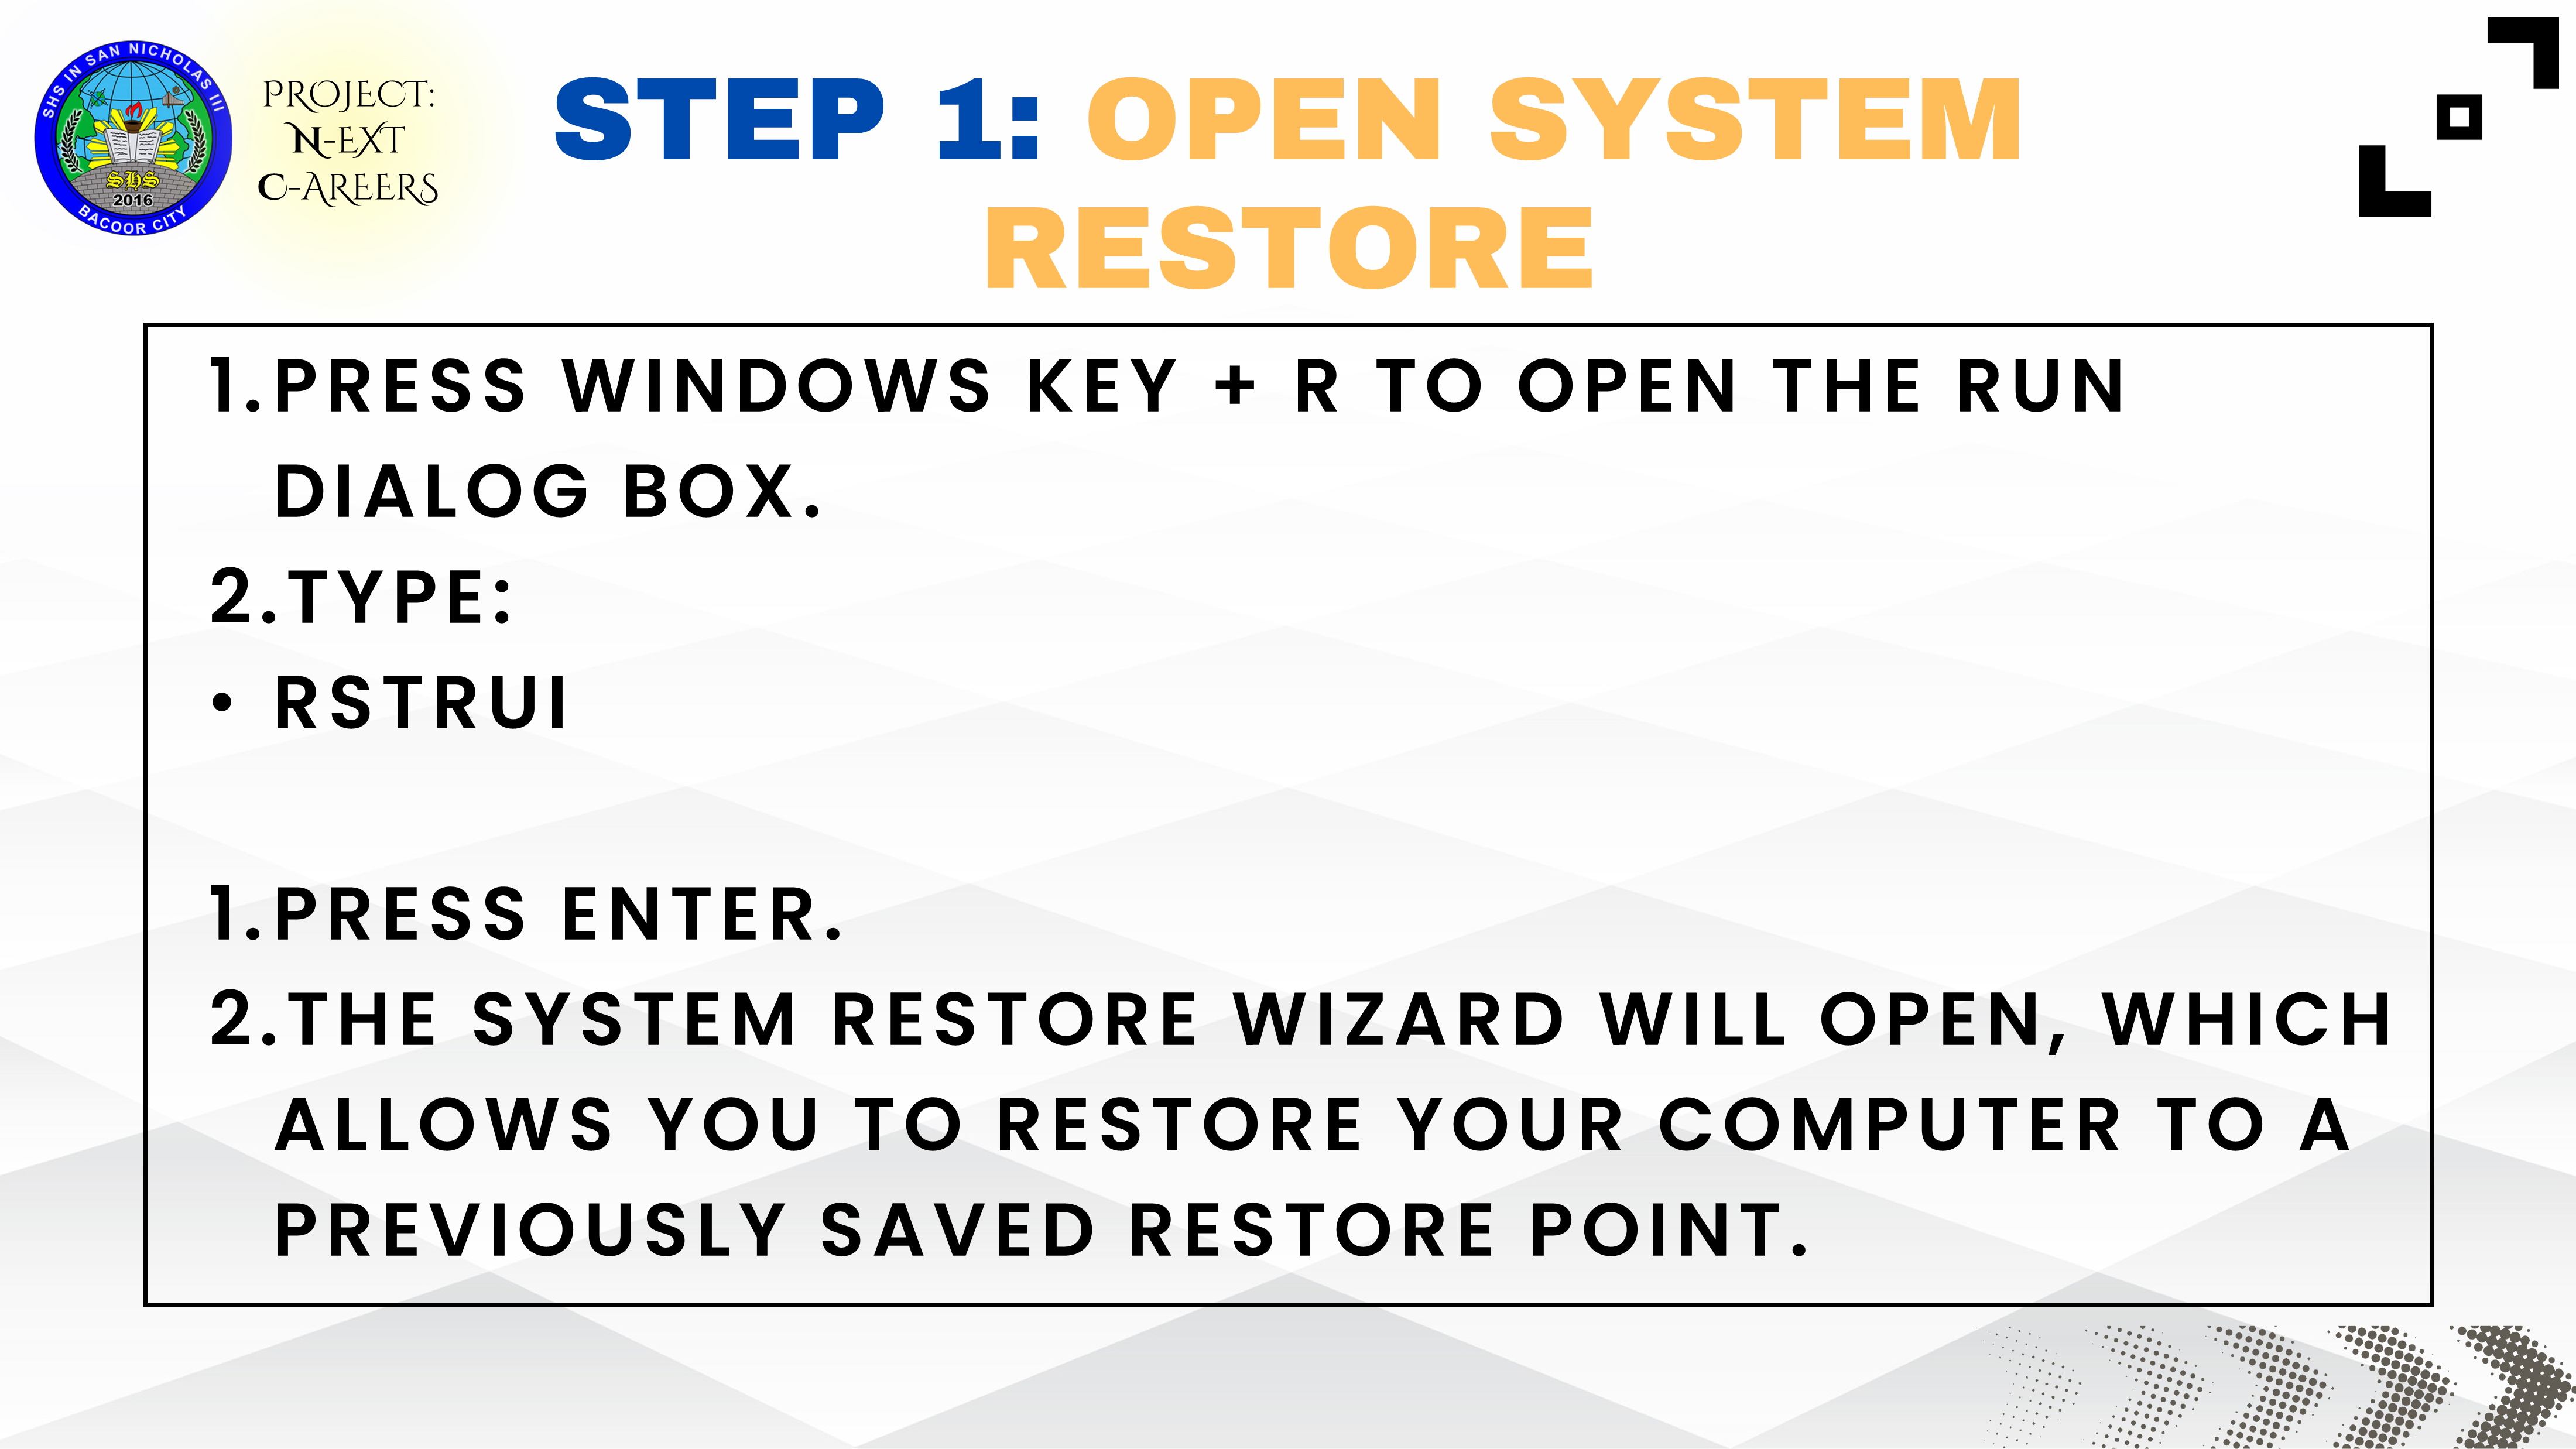 SHS IN SAN NICHOLAS III
SHS
2016
BACOOR CITY
PROJECT:
N-EXT
C-AREERS
STEP 1: OPEN SYSTEM
RESTORE
1.PRESS WINDOWS KEY + R TO OPEN THE RUN
DIALOG BOX.
2.TYPE:
• RSTRUI
1.PRESS ENTER.
2.THE SYSTEM RESTORE WIZARD WILL OPEN, WHICH
ALLOWS YOU TO RESTORE YOUR COMPUTER TO A
PREVIOUSLY SAVED RESTORE POINT.